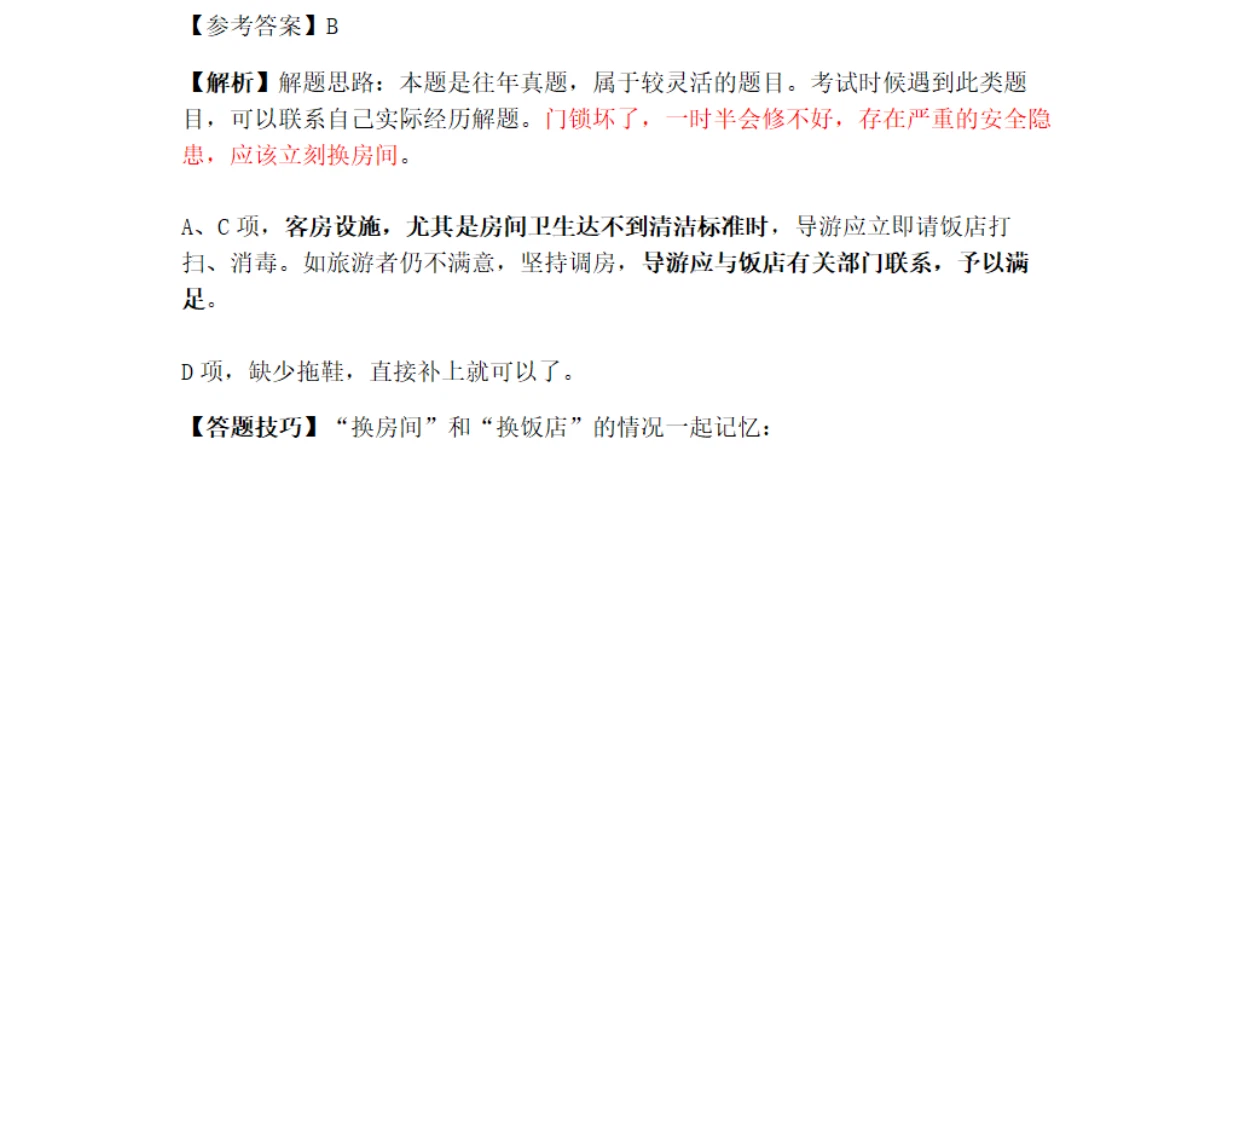 【参考答案】B
【解析】解题思路：本题是往年真题，属于较灵活的题目。考试时候遇到此类题
目，可以联系自己实际经历解题。门锁坏了，一时半会修不好，存在严重的安全隐
患，应该立刻换房间。
A、C 项，客房设施，尤其是房间卫生达不到清洁标准时，导游应立即请饭店打
扫、消毒。如旅游者仍不满意，坚持调房，导游应与饭店有关部门联系，予以满
足。
D 项，缺少拖鞋，直接补上就可以了。
【答题技巧】“换房间”和“换饭店”的情况一起记忆：